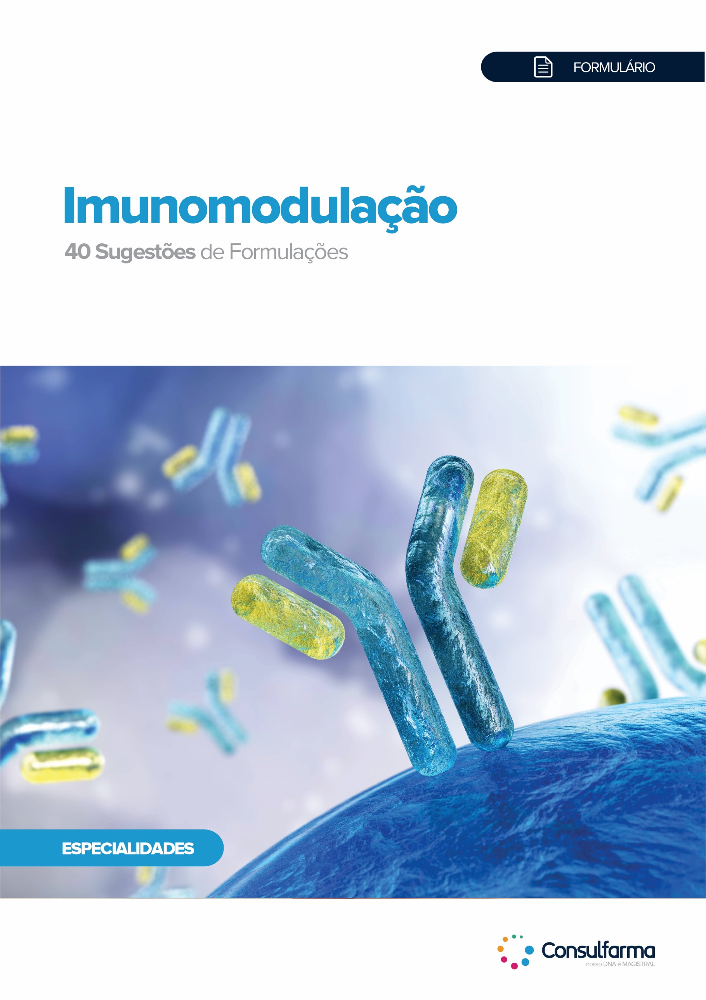 FORMULÁRIO
Imunomodulação
40 Sugestões de Formulações
ESPECIALIDADES
Consulfarma
nosso DNA é MAGISTRAL